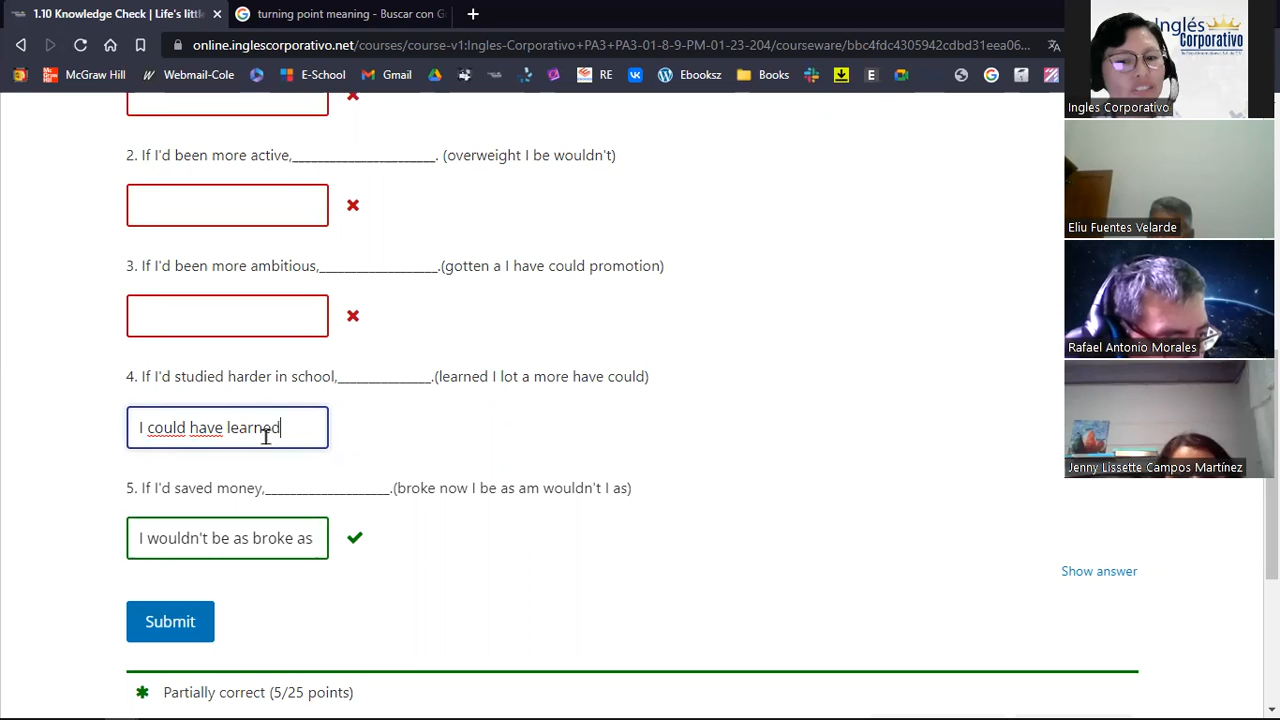 1.10 Knowledge Check | Life's littl
turning point meaning - Buscar con G
online.inglescorporativo.net/courses/course-v1:Ingles-Corporativo+PA3+PA3-01-8-9-PM-01-23-204/courseware/bbc4fdc4305942cdbd31eea06...
McGraw Hill
Webmail-Cole
E-School
Gmail
RE
Ebooksz
Books
E
Inglés
Corporativo
Ingles Corporativo
Eliu Fuentes Velarde
Rafael Antonio Morales
Jenny Lissette Campos Martínez
2. If I'd been more active,______________________. (overweight I be wouldn't)
3. If I'd been more ambitious,__________________.(gotten a I have could promotion)
4. If I'd studied harder in school,______________.(learned I lot a more have could)
I could have learned
5. If I'd saved money,___________________.(broke now I be as am wouldn't I as)
I wouldn't be as broke as
Show answer
Submit
Partially correct (5/25 points)